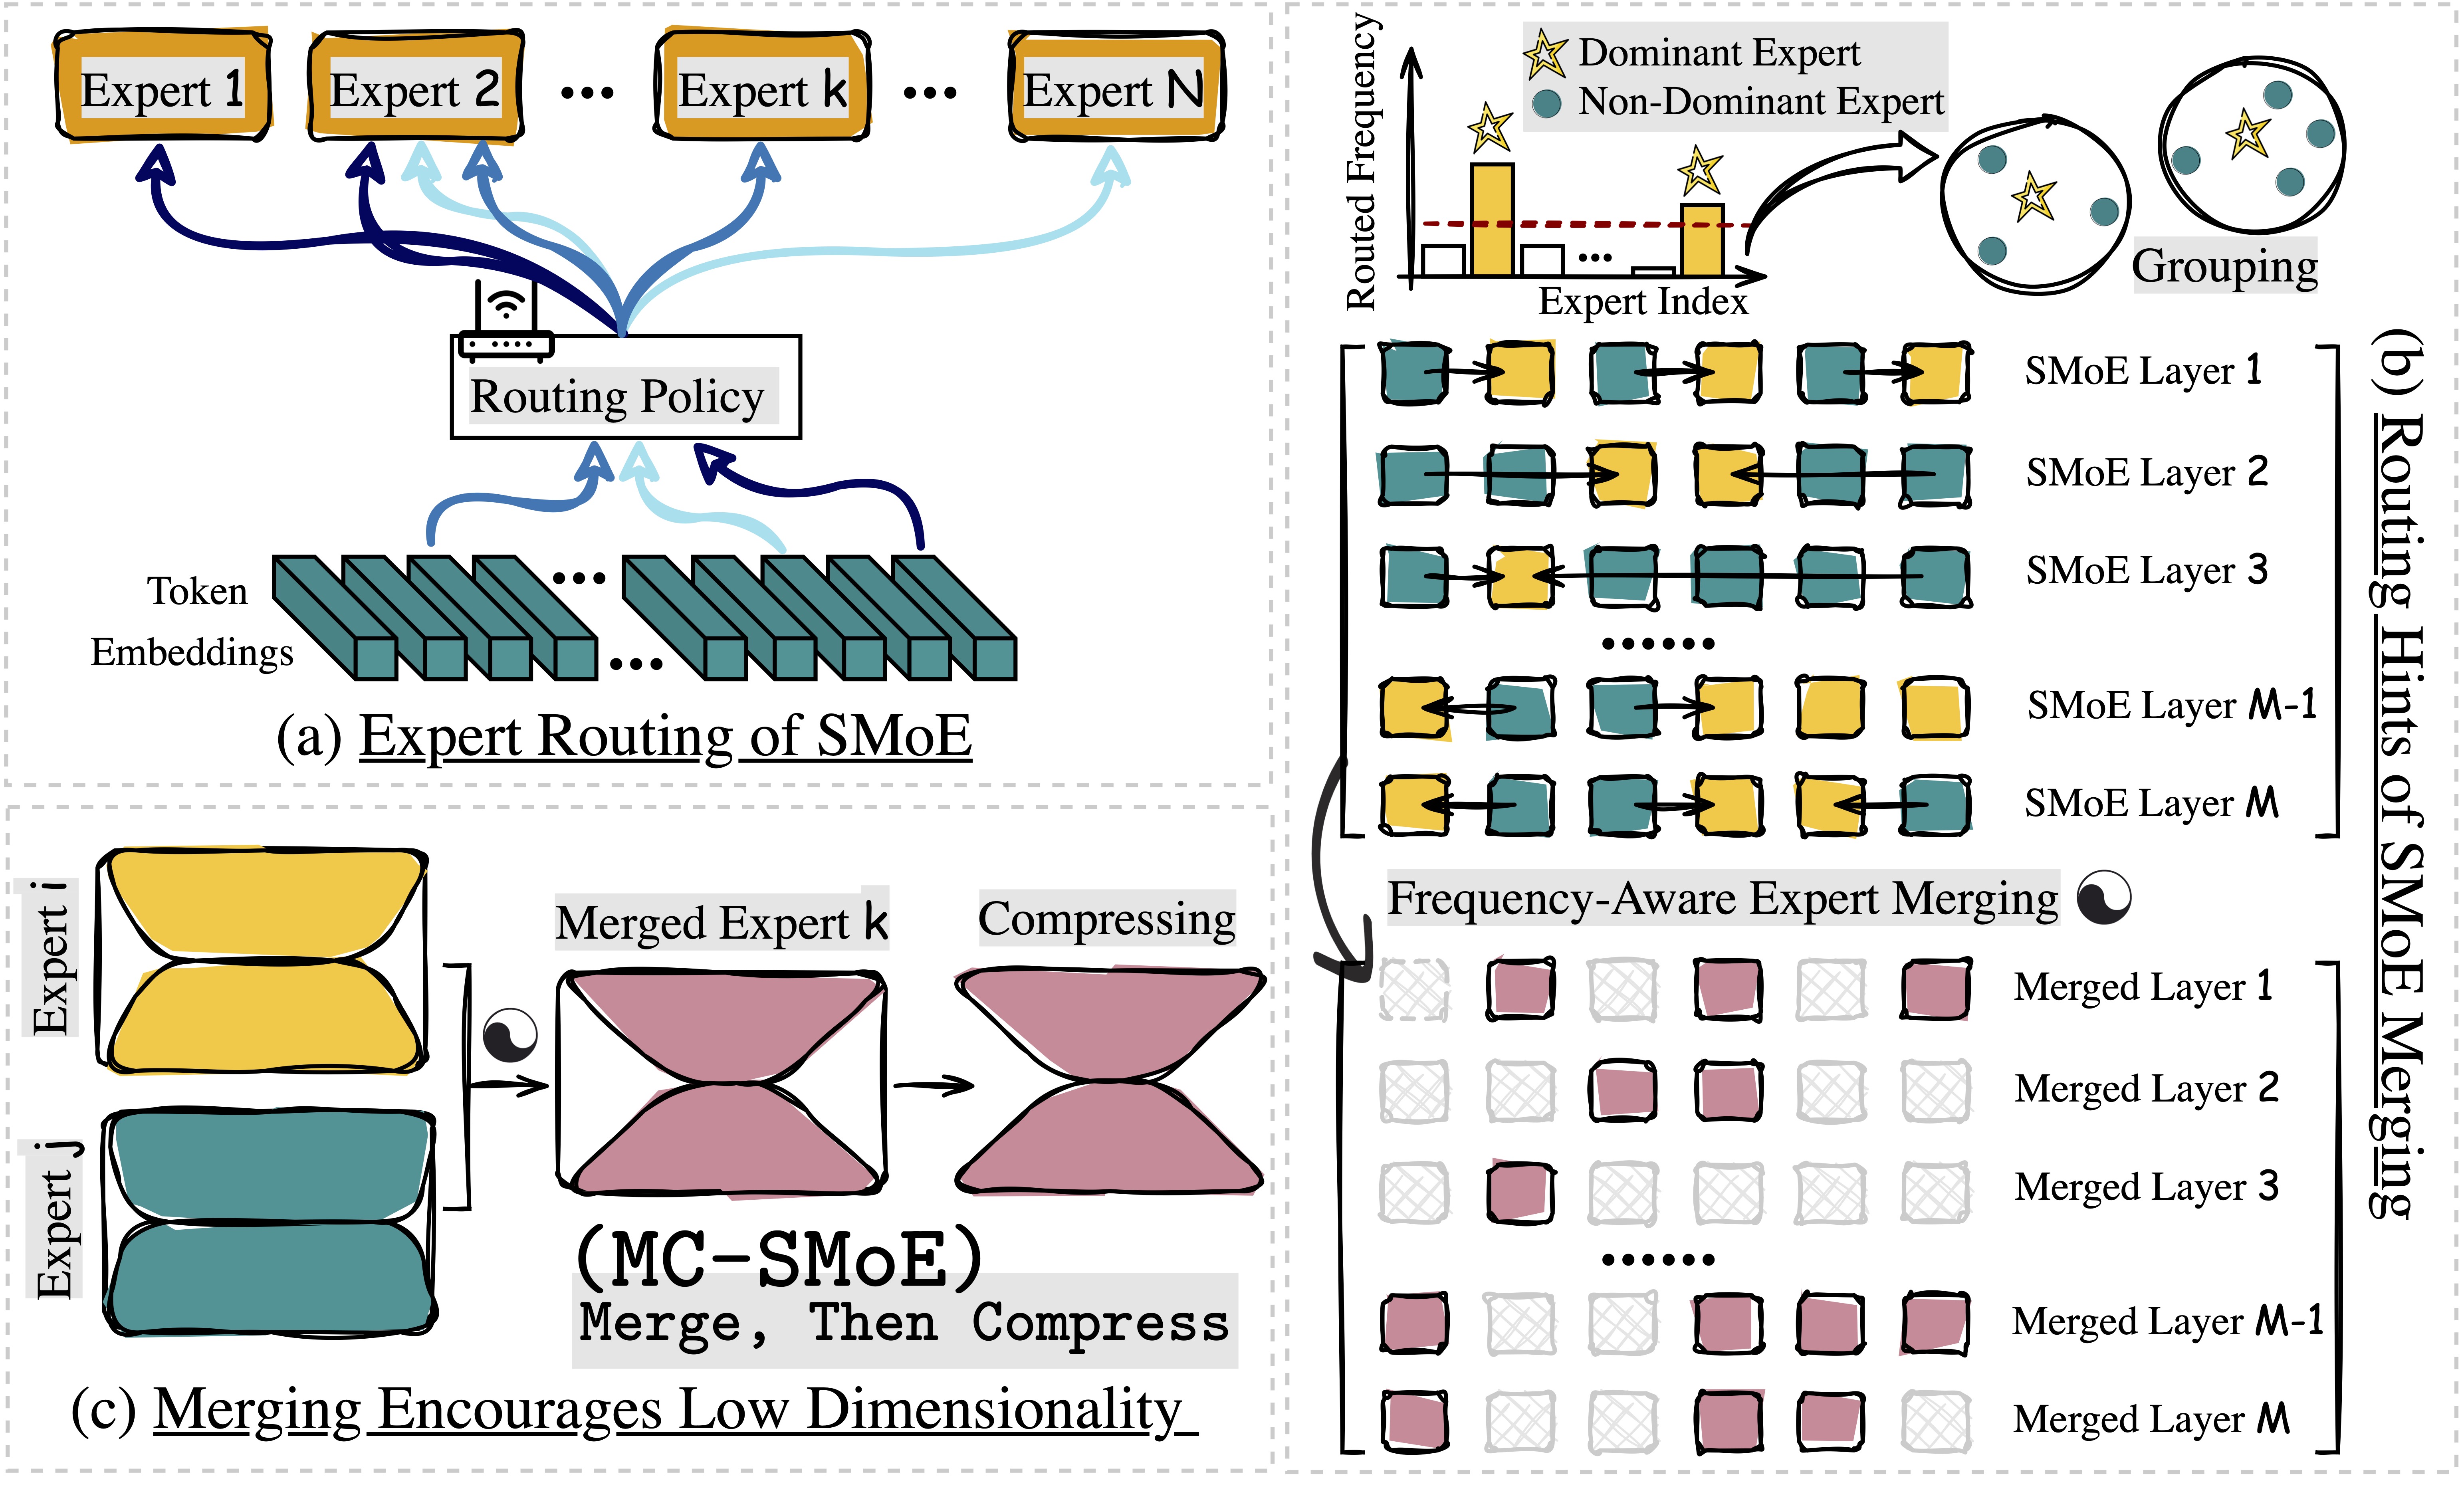 Expert 1
Expert 2
...
Expert k
...
Expert N
Routing Policy
...
Token
Embeddings
...
(a) Expert Routing of SMoE
Routed Frequency
Dominant Expert
Non-Dominant Expert
...
Expert Index
Grouping
SMoE Layer 1
SMoE Layer 2
SMoE Layer 3
.......
SMoE Layer M-1
SMoE Layer M
Frequency-Aware Expert Merging
Merged Layer 1
Merged Layer 2
Merged Layer 3
.......
Merged Layer M-1
Merged Layer M
(b) Routing Hints of SMoE Merging
Expert i
Expert j
Merged Expert k
Compressing
(MC-SMoE)
Merge, Then Compress
(c) Merging Encourages Low Dimensionality